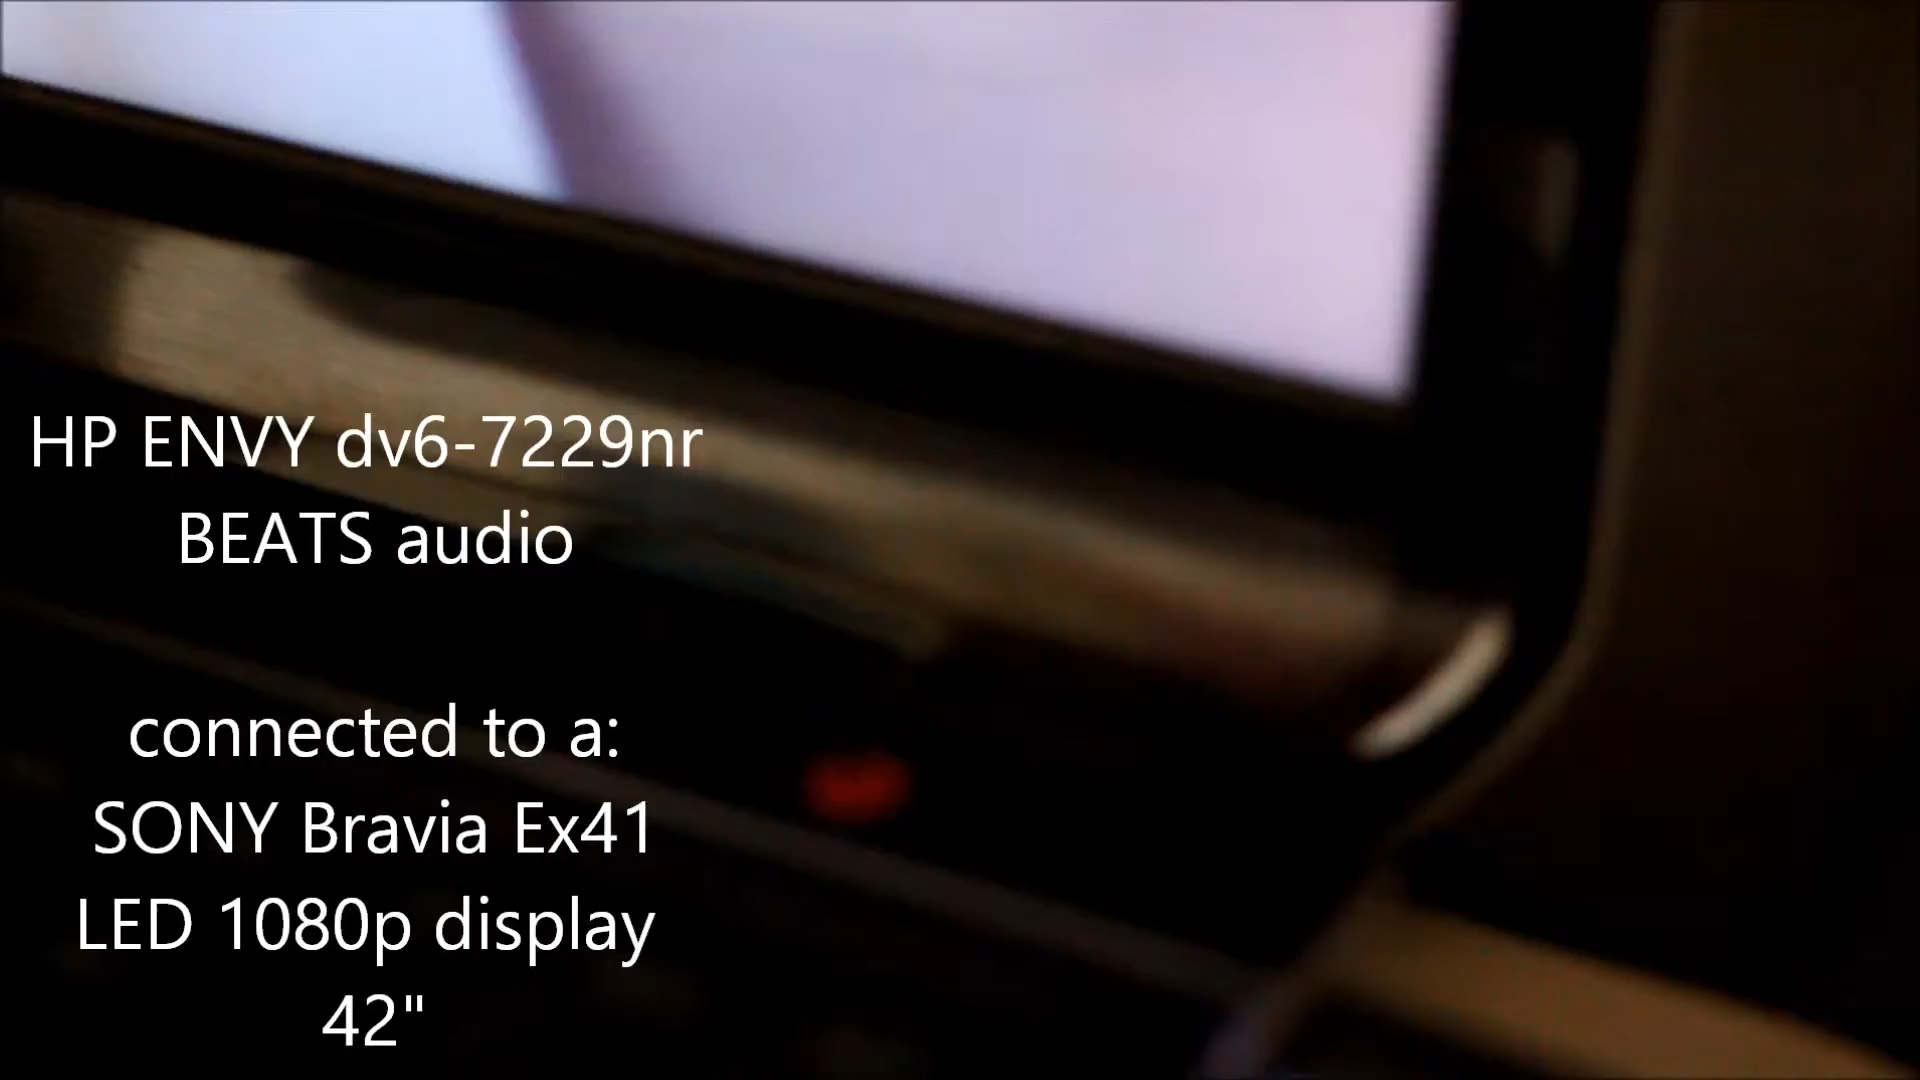 HP ENVY dv6-7229nr
BEATS audio
connected to a:
SONY Bravia Ex41
LED 1080p display
42"